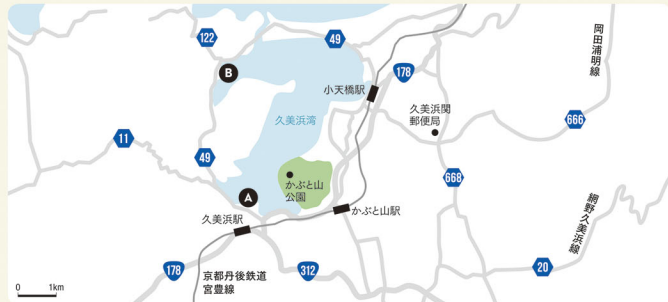 122
49
B
178
小天橋駅
岡田浦明線
久美浜関
郵便局
久美浜湾
666
11
49
668
かぶと山
公園
A
かぶと山駅
久美浜駅
網野久美浜線
178
京都丹後鉄道
宮豊線
312
20
0 1km